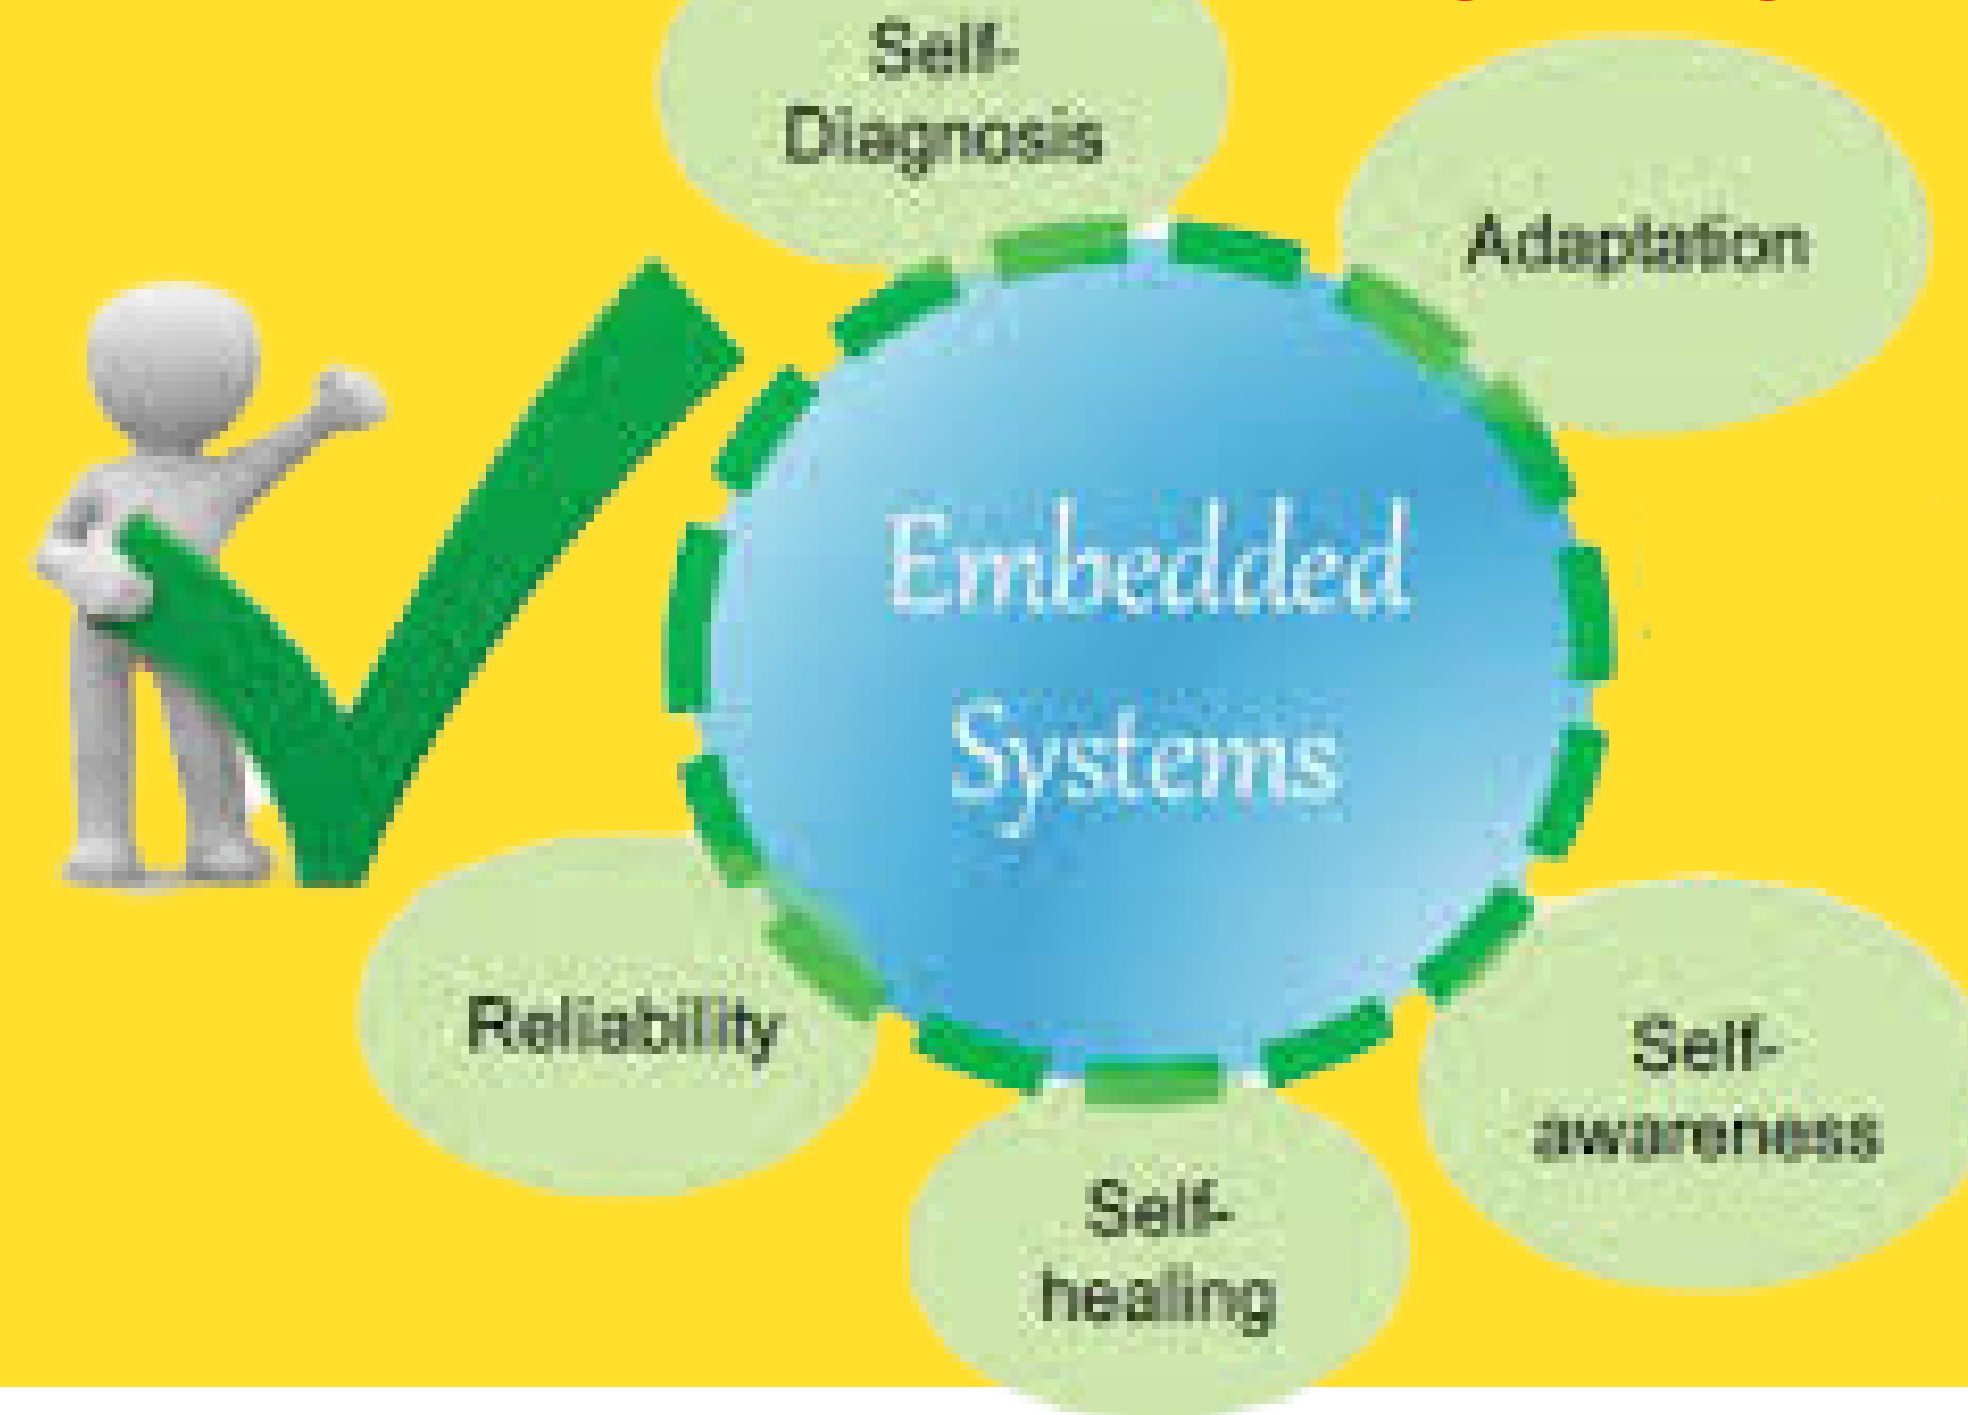 Self-
Diagnosis
Adaptation
Embedded
Systems
Reliability
Self-
awareness
Self-
healing